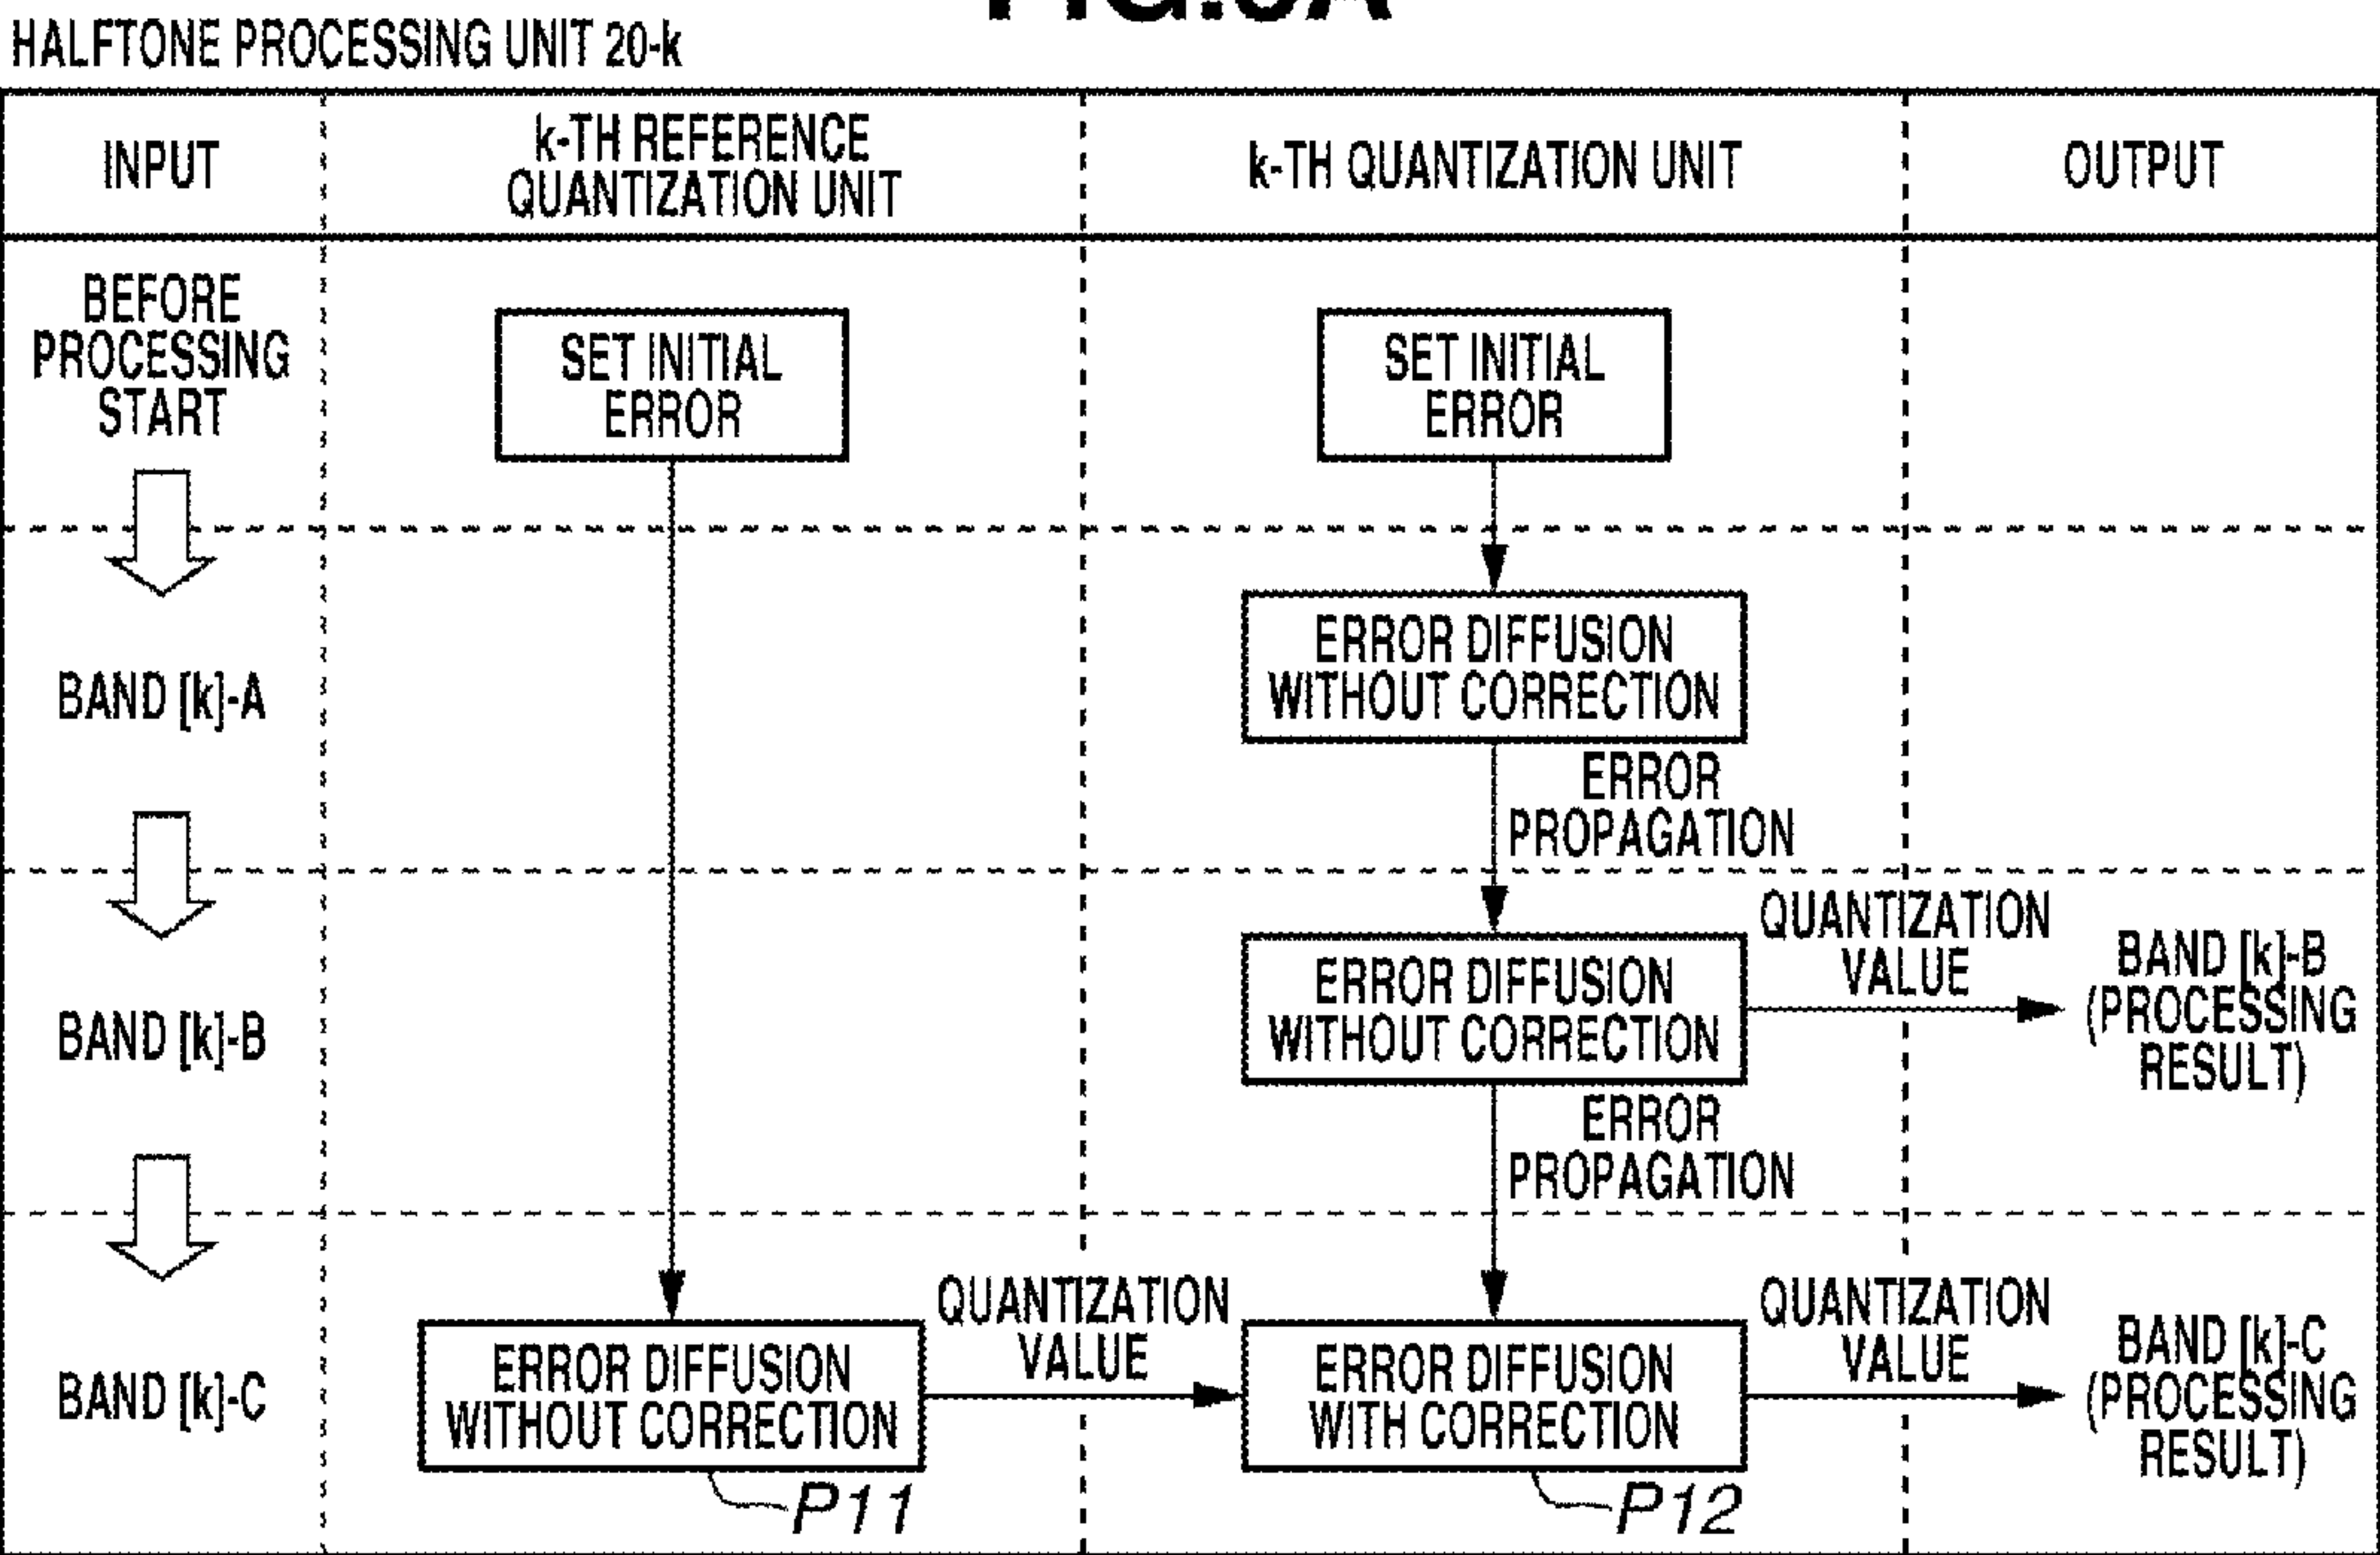 HALFTONE PROCESSING UNIT 20-k
INPUT
k-TH REFERENCE
QUANTIZATION UNIT
k-TH QUANTIZATION UNIT
OUTPUT
BEFORE
PROCESSING
START
SET INITIAL
ERROR
SET INITIAL
ERROR
BAND [k]-A
ERROR DIFFUSION
WITHOUT CORRECTION
ERROR
PROPAGATION
BAND [k]-B
ERROR DIFFUSION
WITHOUT CORRECTION
QUANTIZATION
VALUE
BAND [k]-B
(PROCESSING
RESULT)
ERROR
PROPAGATION
BAND [k]-C
ERROR DIFFUSION
WITHOUT CORRECTION
P11
QUANTIZATION
VALUE
ERROR DIFFUSION
WITH CORRECTION
P12
QUANTIZATION
VALUE
BAND [k]-C
(PROCESSING
RESULT)